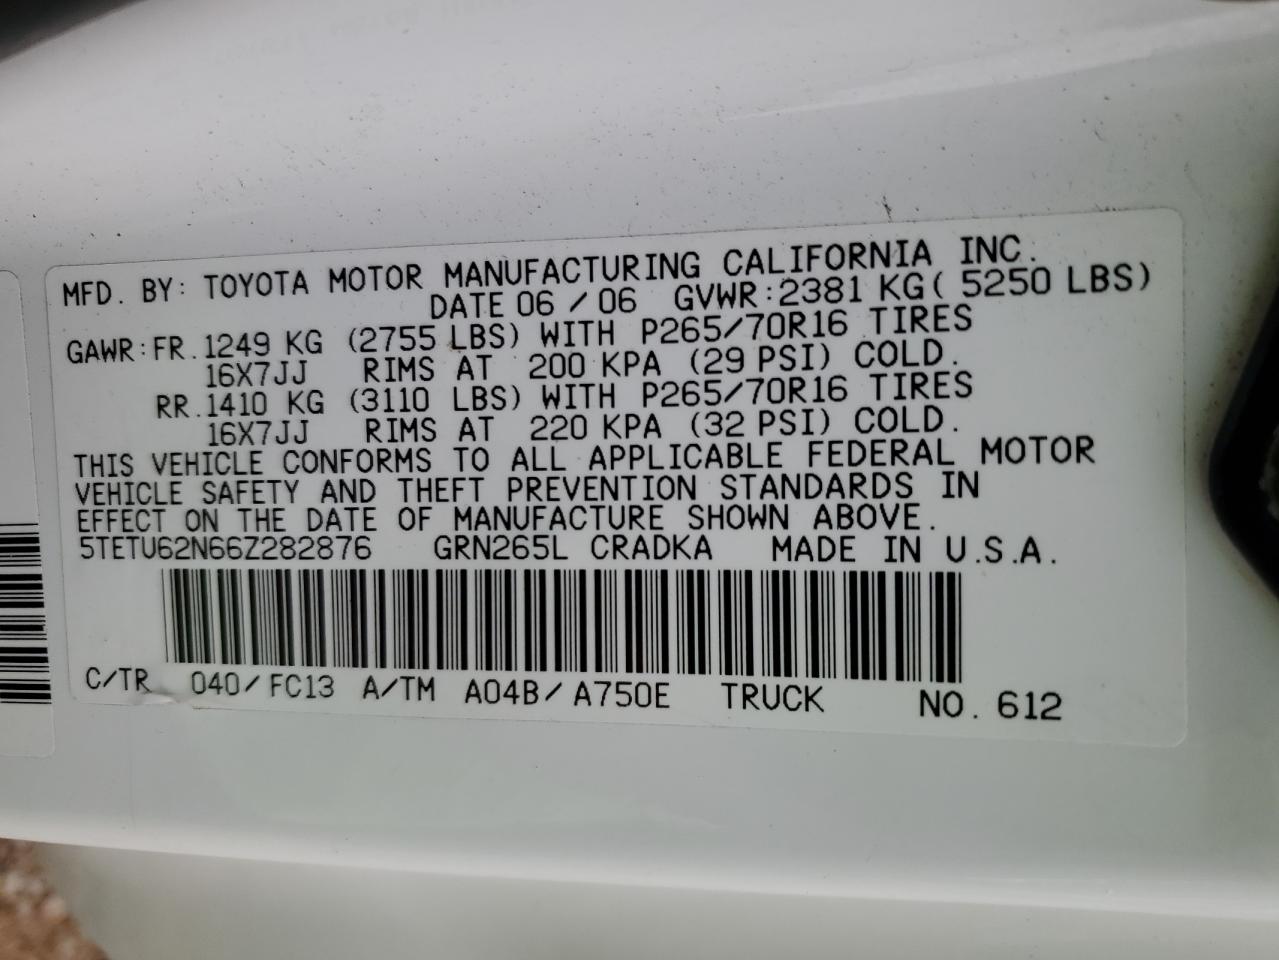 MFD. BY: TOYOTA MOTOR MANUFACTURING CALIFORNIA INC.
DATE 06 / 06 GVWR:2381 KG( 5250 LBS)
GAWR:FR.1249 KG (2755 LBS) WITH P265/70R16 TIRES
16X7JJ RIMS AT 200 KPA (29 PSI) COLD.
RR.1410 KG (3110 LBS) WITH P265/70R16 TIRES
16X7JJ RIMS AT 220 KPA (32 PSI) COLD.
THIS VEHICLE CONFORMS TO ALL APPLICABLE FEDERAL MOTOR
VEHICLE SAFETY AND THEFT PREVENTION STANDARDS IN
EFFECT ON THE DATE OF MANUFACTURE SHOWN ABOVE.
5TETU62N66Z282876 GRN265L CRADKA MADE IN U.S.A.
C/TR 040/FC13 A/TM A04B/A750E TRUCK NO. 612